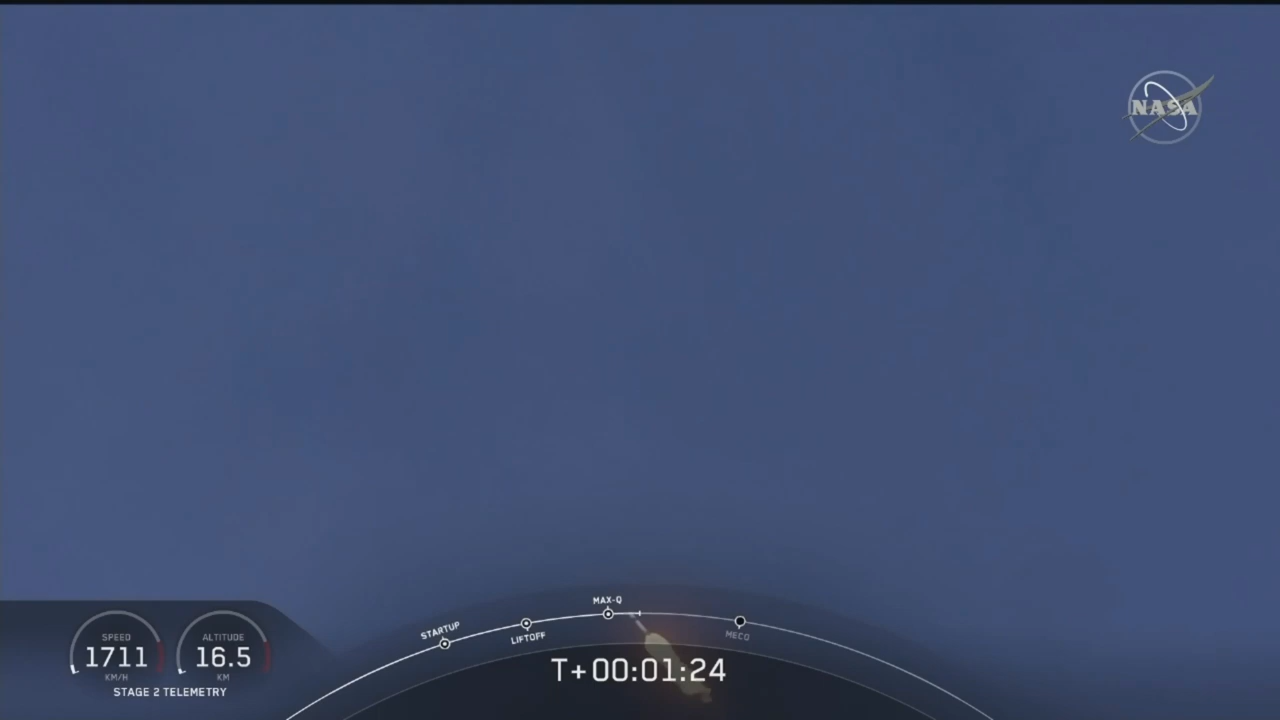 NASA
STARTUP
LIFTOFF
MAX-Q
MECO
SPEED
1711
KM/H
ALTITUDE
16.5
KM
STAGE 2 TELEMETRY
T+00:01:24